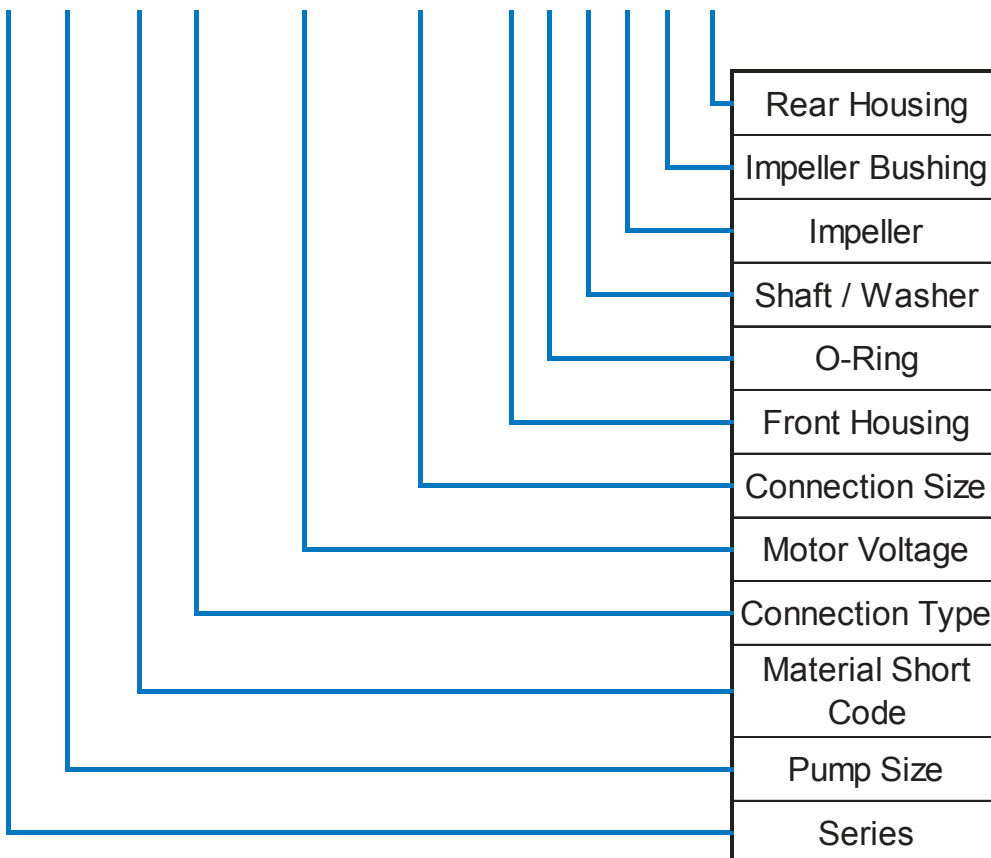 Rear Housing
Impeller Bushing
Impeller
Shaft / Washer
O-Ring
Front Housing
Connection Size
Motor Voltage
Connection Type
Material Short
Code
Pump Size
Series